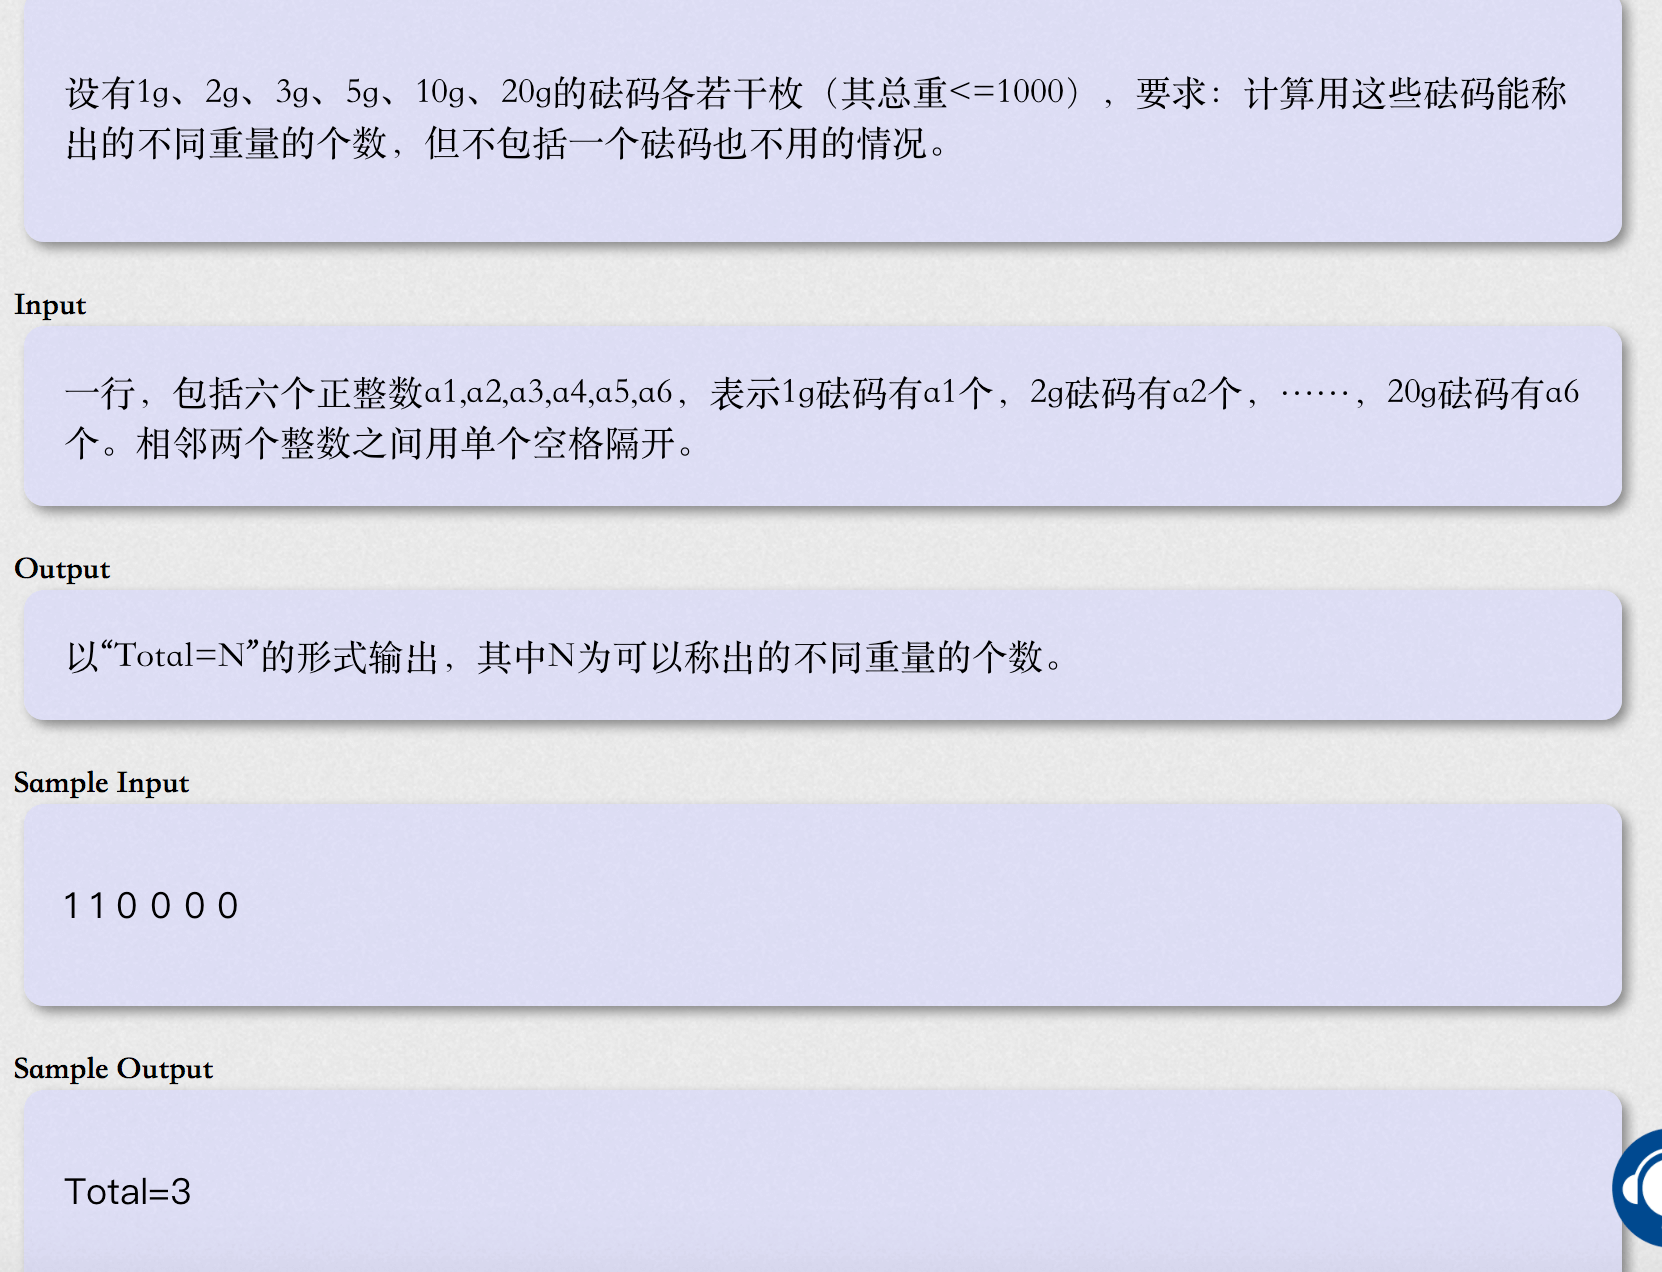 设有1g、2g、3g、5g、10g、20g的砝码各若干枚（其总重<=1000），要求：计算用这些砝码能称
出的不同重量的个数，但不包括一个砝码也不用的情况。
Input
一行，包括六个正整数a1,a2,a3,a4,a5,a6，表示1g砝码有a1个，2g砝码有a2个，……，20g砝码有a6
个。相邻两个整数之间用单个空格隔开。
Output
以“Total=N”的形式输出，其中N为可以称出的不同重量的个数。
Sample Input
1 1 0 0 0 0
Sample Output
Total=3